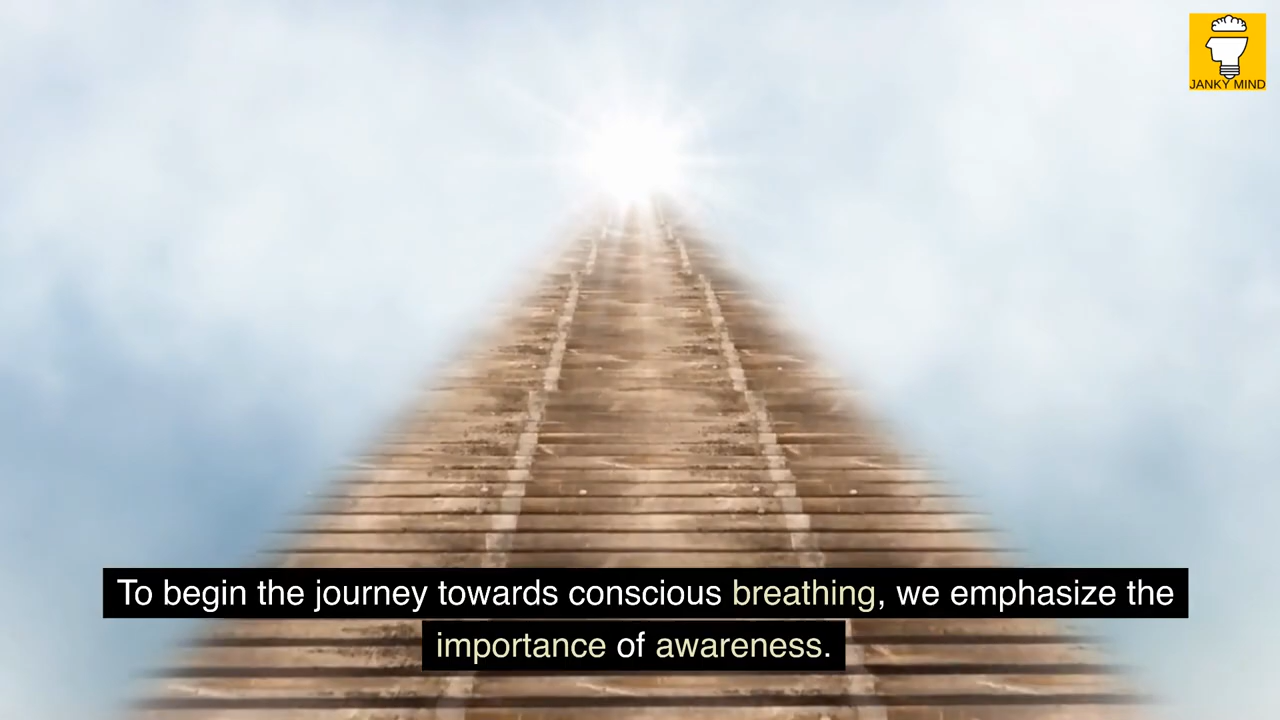 JANKY MIND
To begin the journey towards conscious breathing, we emphasize the
importance of awareness.